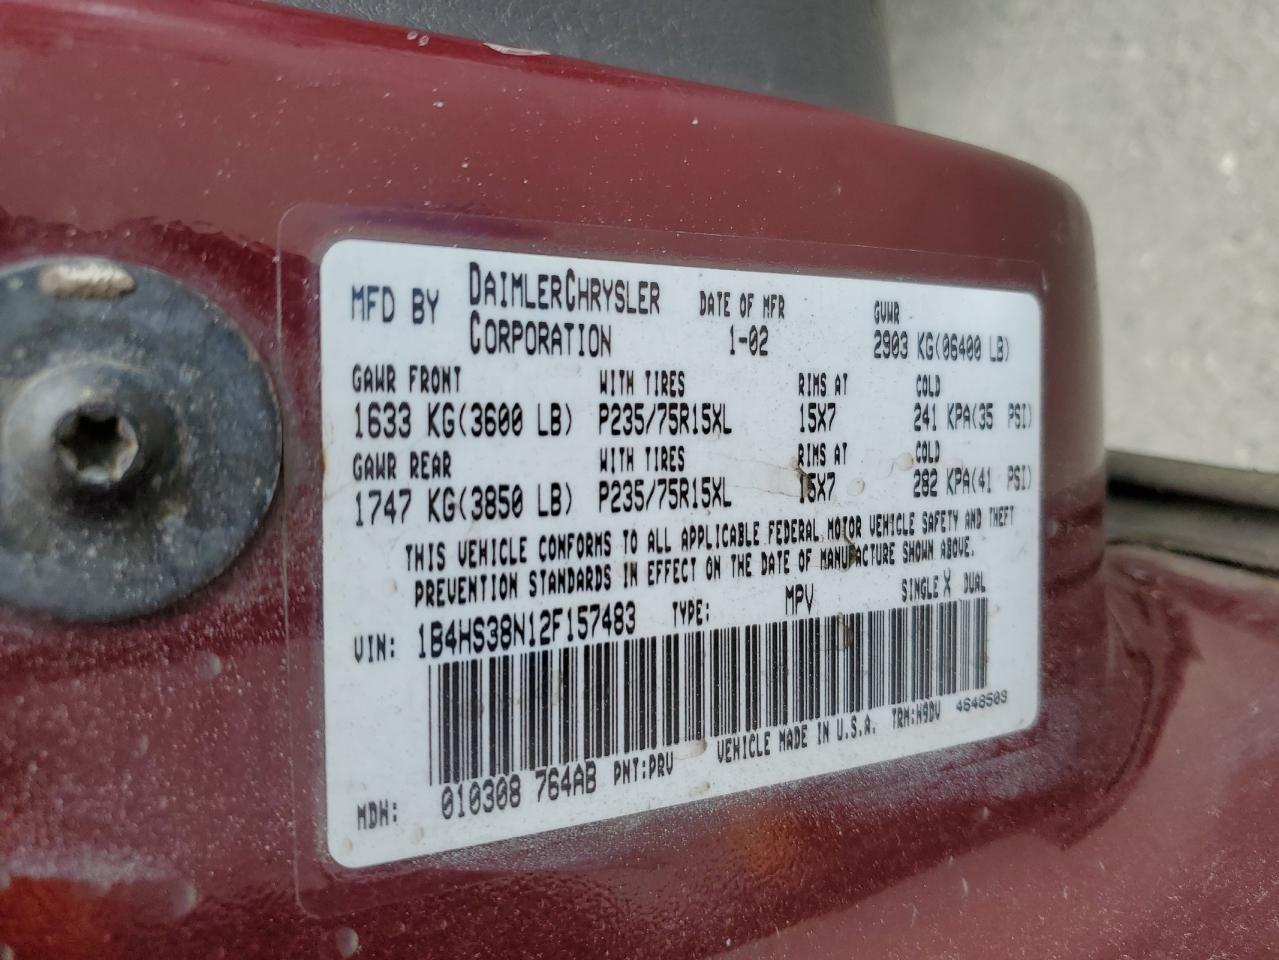 MFD BY DAIMLERCHRYSLER CORPORATION DATE OF MFR 1-02 GVWR 2903 KG(06400 LB)
GAWR FRONT WITH TIRES RIMS AT COLD
1633 KG(3600 LB) P235/75R15XL 15X7 241 KPA(35 PSI)
GAWR REAR WITH TIRES RIMS AT COLD
1747 KG(3850 LB) P235/75R15XL 15X7 282 KPA(41 PSI)
THIS VEHICLE CONFORMS TO ALL APPLICABLE FEDERAL MOTOR VEHICLE SAFETY AND THEFT
PREVENTION STANDARDS IN EFFECT ON THE DATE OF MANUFACTURE SHOWN ABOVE.
VIN: 1B4HS38N12F157483 TYPE: MPV SINGLE X DUAL
MDH: 010308 764AB PNT:PRV VEHICLE MADE IN U.S.A. TRM:H9DV 4648509